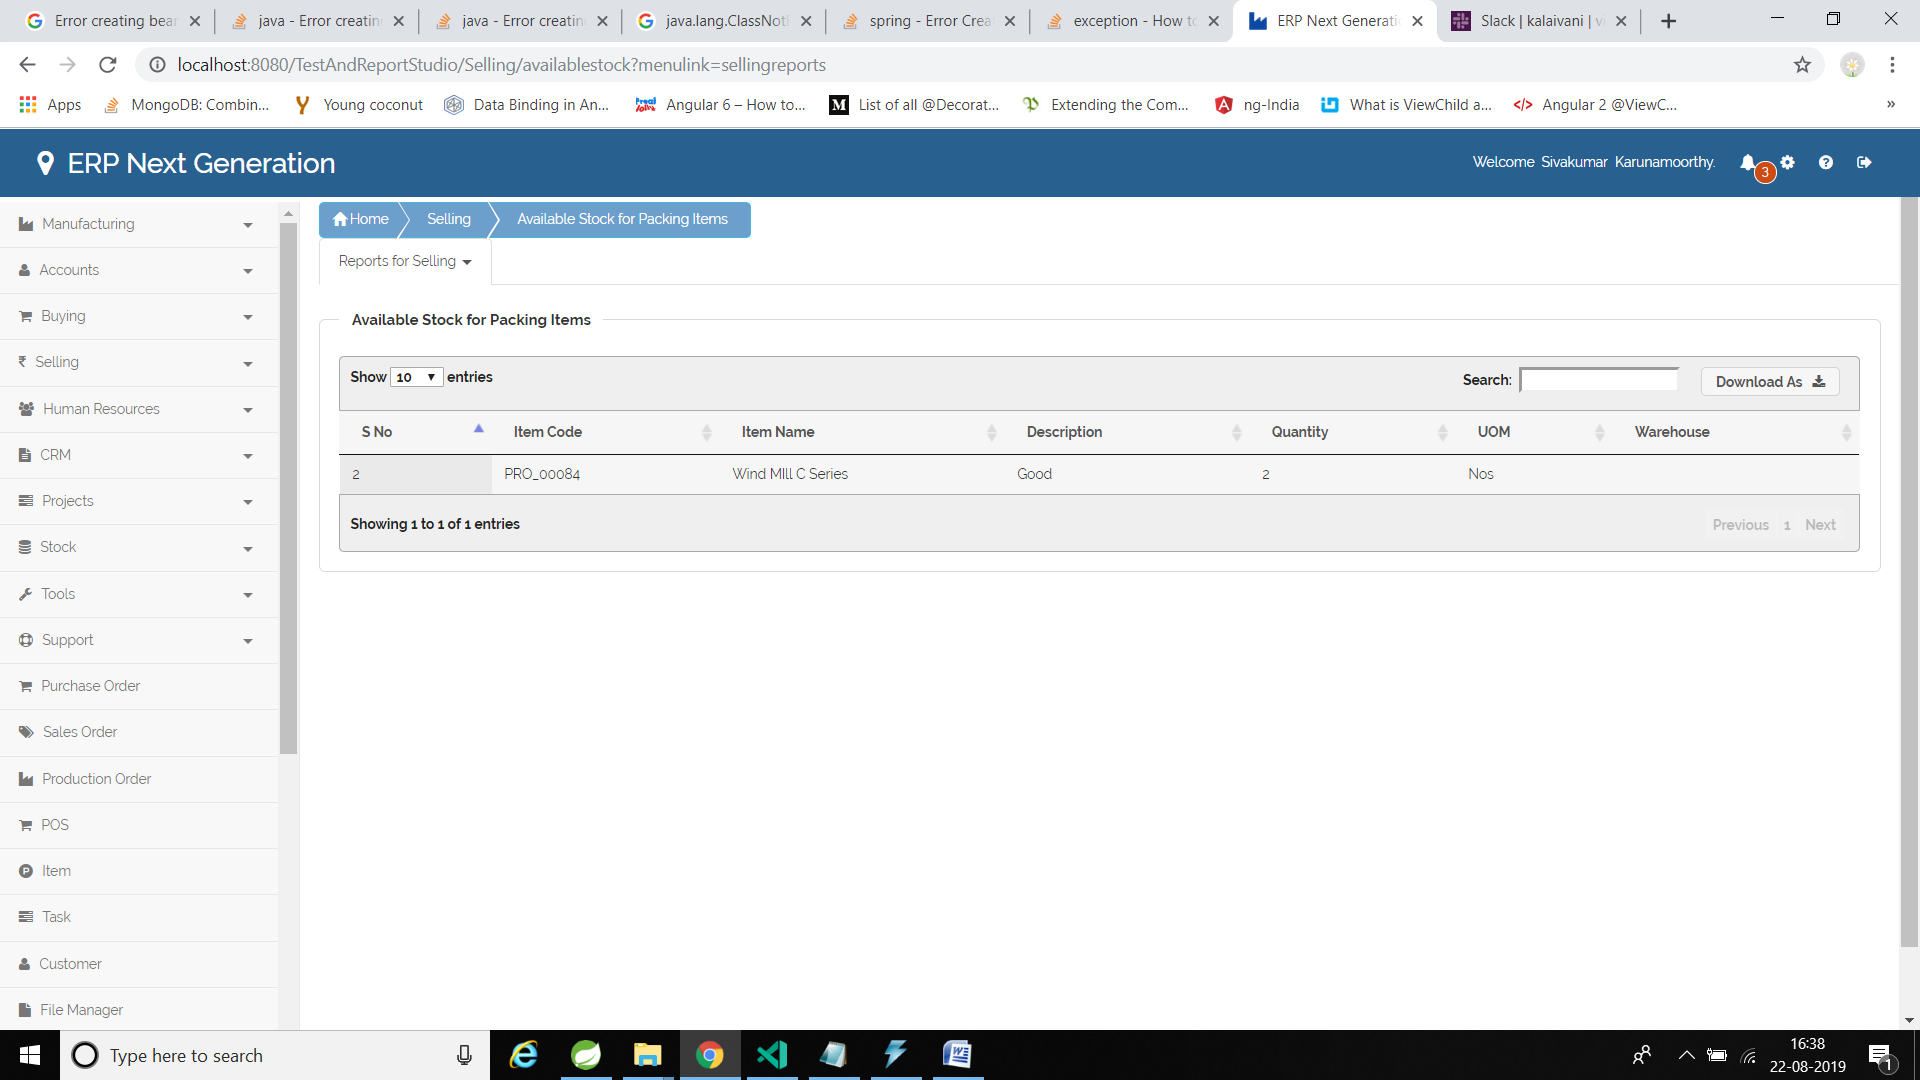 Error creating bear
java - Error creatin
java - Error creatin
java.lang.ClassNotF
spring - Error Crea
exception - How to
ERP Next Generati
Slack | kalaivani | v
localhost:8080/TestAndReportStudio/Selling/availablestock?menulink=sellingreports
Apps
MongoDB: Combin...
Young coconut
Data Binding in An...
Angular 6 – How to...
List of all @Decorat...
Extending the Com...
ng-India
What is ViewChild a...
Angular 2 @ViewC...
»
ERP Next Generation
Welcome Sivakumar Karunamoorthy.
3
Manufacturing
Accounts
Buying
₹ Selling
Human Resources
CRM
Projects
Stock
Tools
Support
Purchase Order
Sales Order
Production Order
POS
Item
Task
Customer
File Manager
Home
Selling
Available Stock for Packing Items
Reports for Selling
Available Stock for Packing Items
Show 10 entries
Search:
Download As
S No Item Code Item Name Description Quantity UOM Warehouse
2 PRO_00084 Wind MIll C Series Good 2 Nos
Showing 1 to 1 of 1 entries
Previous 1 Next
Type here to search
16:38
22-08-2019
1